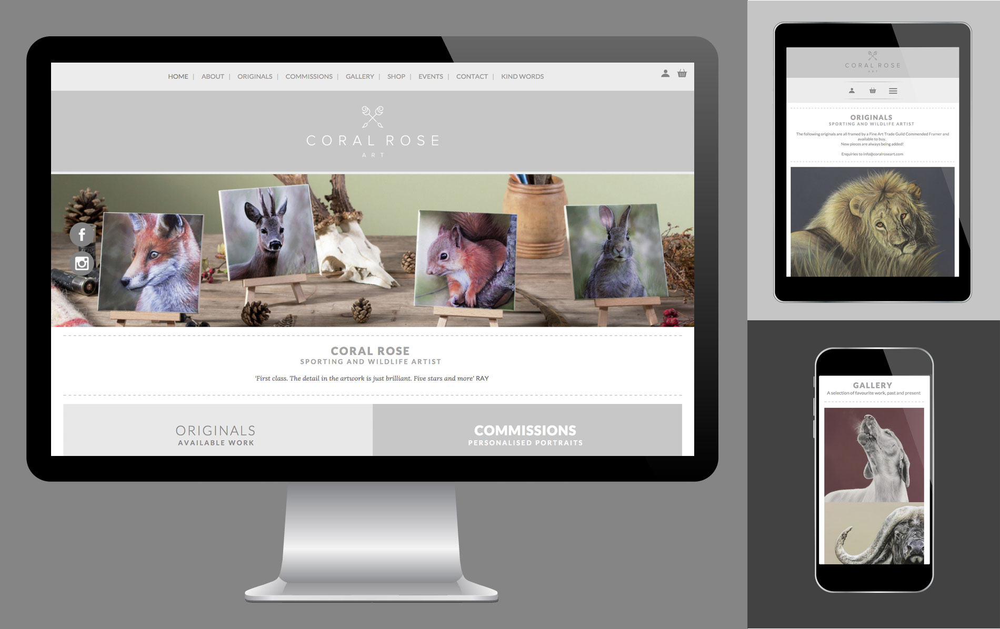 HOME | ABOUT | ORIGINALS | COMMISSIONS | GALLERY | SHOP | EVENTS | CONTACT | KIND WORDS
CORAL ROSE
ART
f
CORAL ROSE
SPORTING AND WILDLIFE ARTIST
'First class. The detail in the artwork is just brilliant. Five stars and more' RAY
ORIGINALS
AVAILABLE WORK
COMMISSIONS
PERSONALISED PORTRAITS
CORAL ROSE
ART
ORIGINALS
SPORTING AND WILDLIFE ARTIST
The following originals are all framed by a Fine Art Trade Guild Commended Framer and
available to buy.
New pieces are always being added!
Enquiries to info@coralroseart.com
GALLERY
A selection of favourite work, past and present